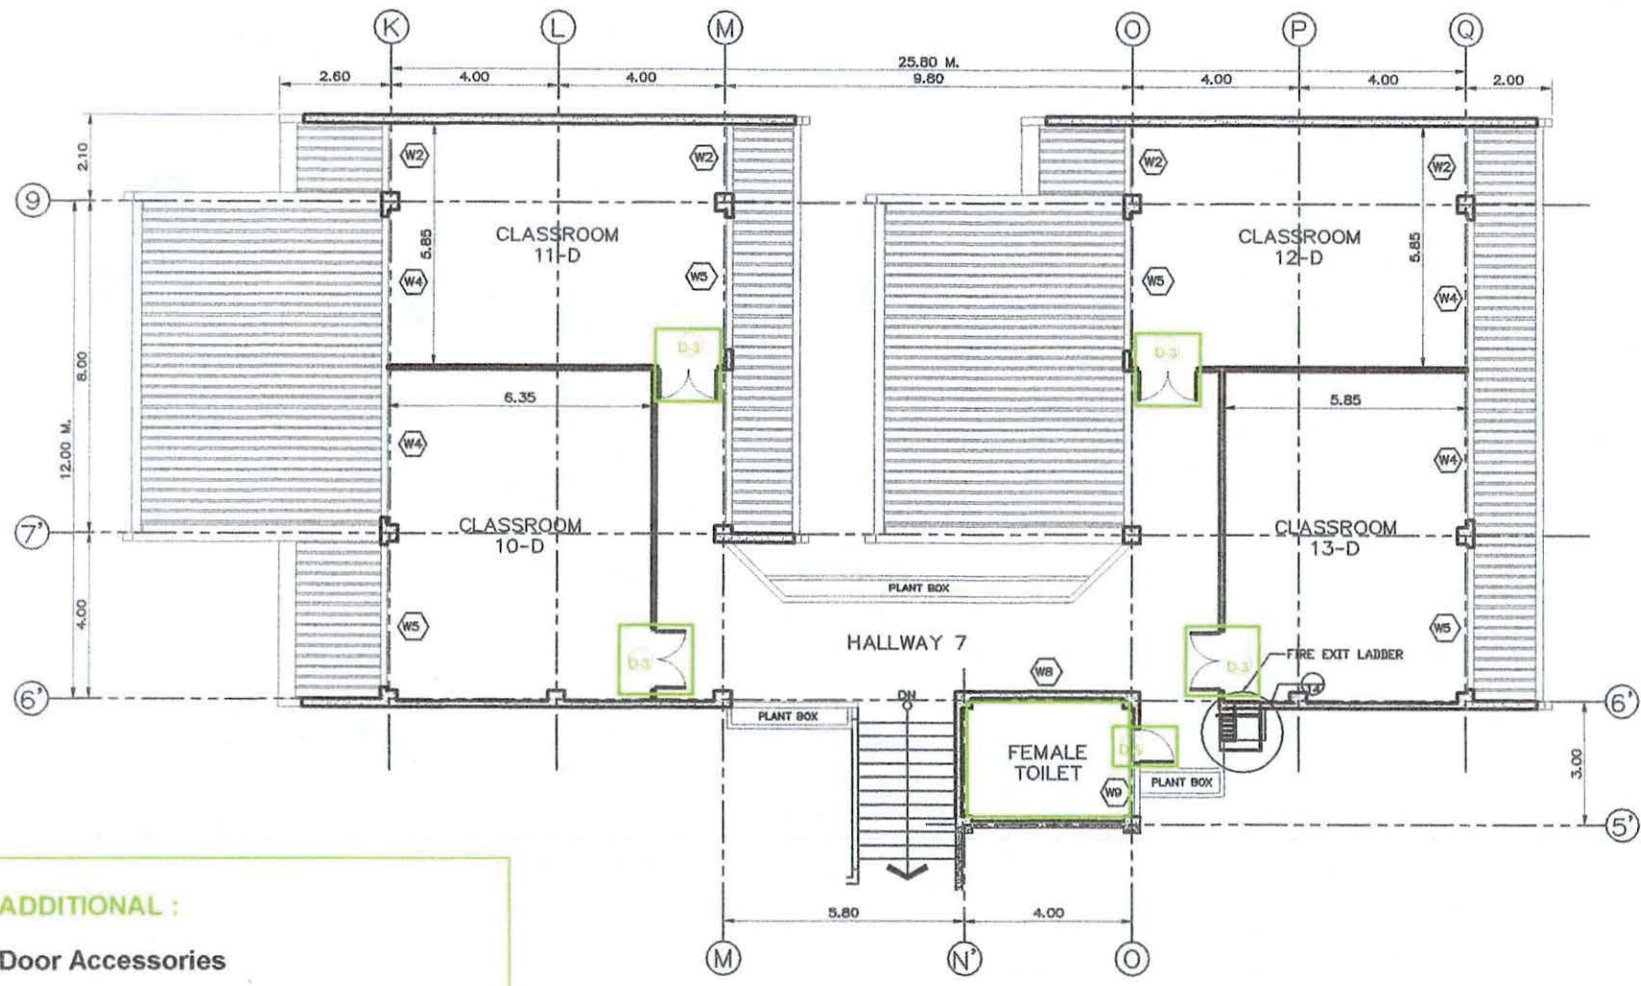 K L M O P Q
25.80 M.
2.60 4.00 4.00 9.80 4.00 4.00 2.00
2.10
W2 W2 W2 W2
9
CLASSROOM
11-D
5.85
CLASSROOM
12-D
5.85
W4 W5 W5 W4
8.00
D-3 D-3
6.35 5.85
12.00 M.
W4 W4
7'
CLASSROOM
10-D
CLASSROOM
13-D
PLANT BOX
4.00
W5 W5
HALLWAY 7
D-3 D-3
FIRE EXIT LADDER
W8
6' 6'
DN
PLANT BOX
FEMALE
TOILET
D-5
W9
PLANT BOX
3.00
5'
5.80 4.00
M N' O
ADDITIONAL :
Door Accessories